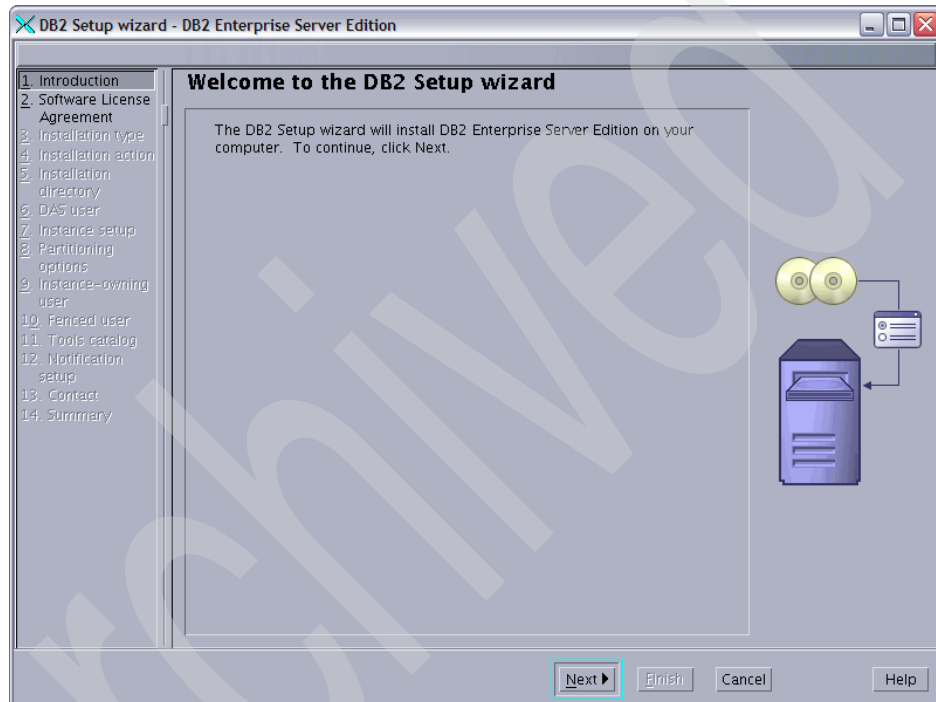 DB2 Setup wizard - DB2 Enterprise Server Edition
1. Introduction
2. Software License
Agreement
3. Installation type
4. Installation action
5. Installation
directory
6. DAS user
7. Instance setup
8. Partitioning
options
9. Instance-owning
user
10. Fenced user
11. Tools catalog
12. Notification
setup
13. Contact
14. Summary
Welcome to the DB2 Setup wizard
The DB2 Setup wizard will install DB2 Enterprise Server Edition on your
computer. To continue, click Next.
Next
Finish
Cancel
Help
rchived